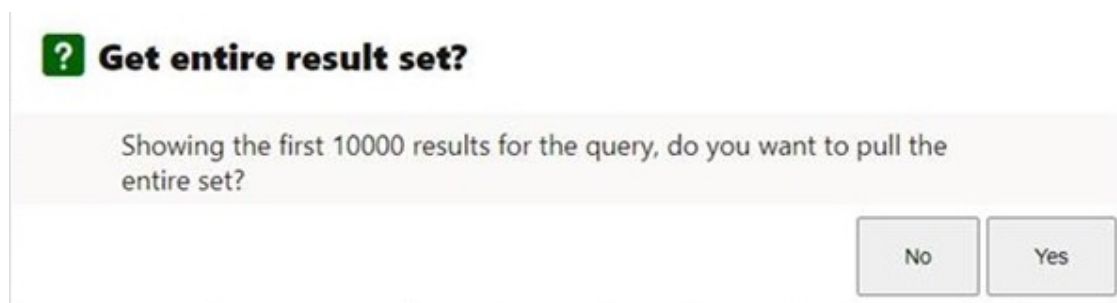 ? Get entire result set?
Showing the first 10000 results for the query, do you want to pull the
entire set?
No Yes